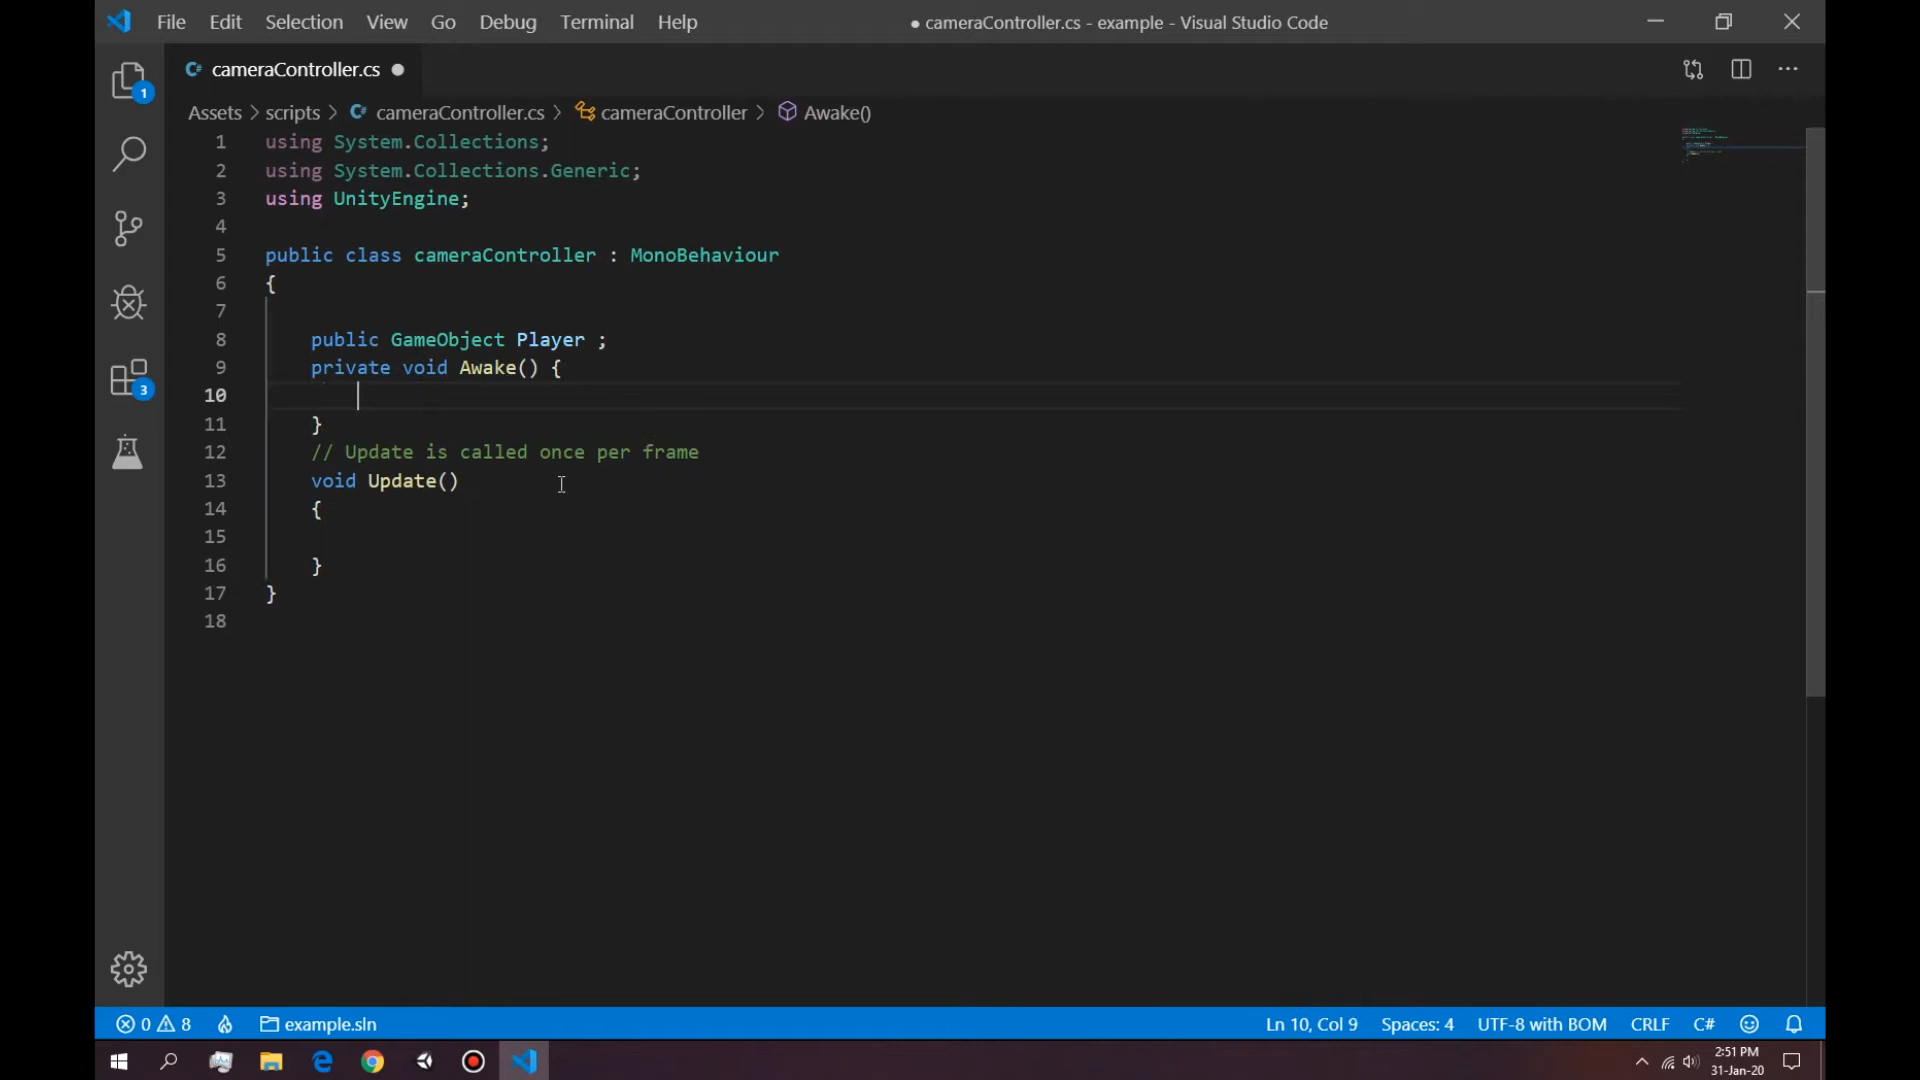 File Edit Selection View Go Debug Terminal Help ● cameraController.cs - example - Visual Studio Code
cameraController.cs ●
Assets > scripts > cameraController.cs > cameraController > Awake()
1 using System.Collections;
2 using System.Collections.Generic;
3 using UnityEngine;
4
5 public class cameraController : MonoBehaviour
6 {
7
8 public GameObject Player ;
9 private void Awake() {
10
11 }
12 // Update is called once per frame
13 void Update()
14 {
15
16 }
17 }
18
1
3
0 8 example.sln Ln 10, Col 9 Spaces: 4 UTF-8 with BOM CRLF C#
2:51 PM
31-Jan-20